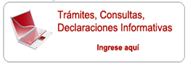 Trámites, Consultas,
Declaraciones Informativas
Ingrese aquí